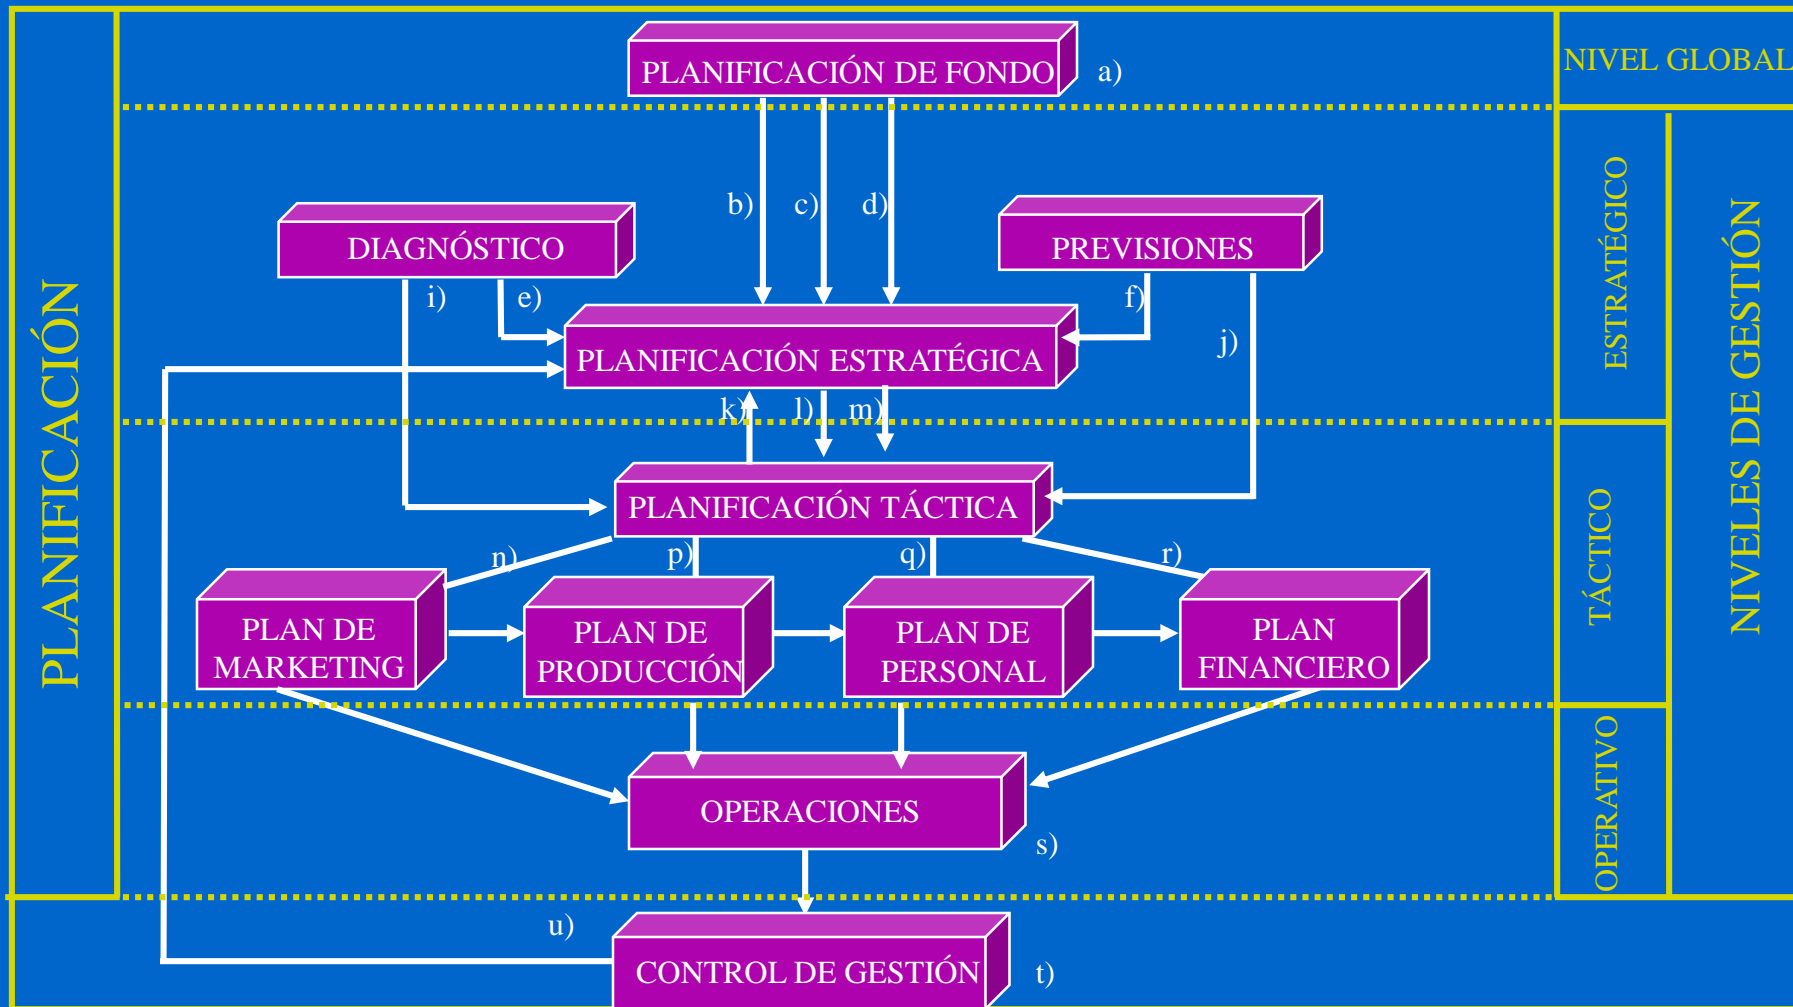 PLANIFICACIÓN DE FONDO
a)
NIVEL GLOBAL
b)
c)
d)
DIAGNÓSTICO
PREVISIONES
i)
e)
f)
j)
PLANIFICACIÓN ESTRATÉGICA
k)
l)
m)
PLANIFICACIÓN TÁCTICA
n)
p)
q)
r)
PLAN DE
MARKETING
PLAN DE
PRODUCCIÓN
PLAN DE
PERSONAL
PLAN
FINANCIERO
OPERACIONES
s)
u)
CONTROL DE GESTIÓN
t)
PLANIFICACIÓN
ESTRATÉGICO
TÁCTICO
OPERATIVO
NIVELES DE GESTIÓN